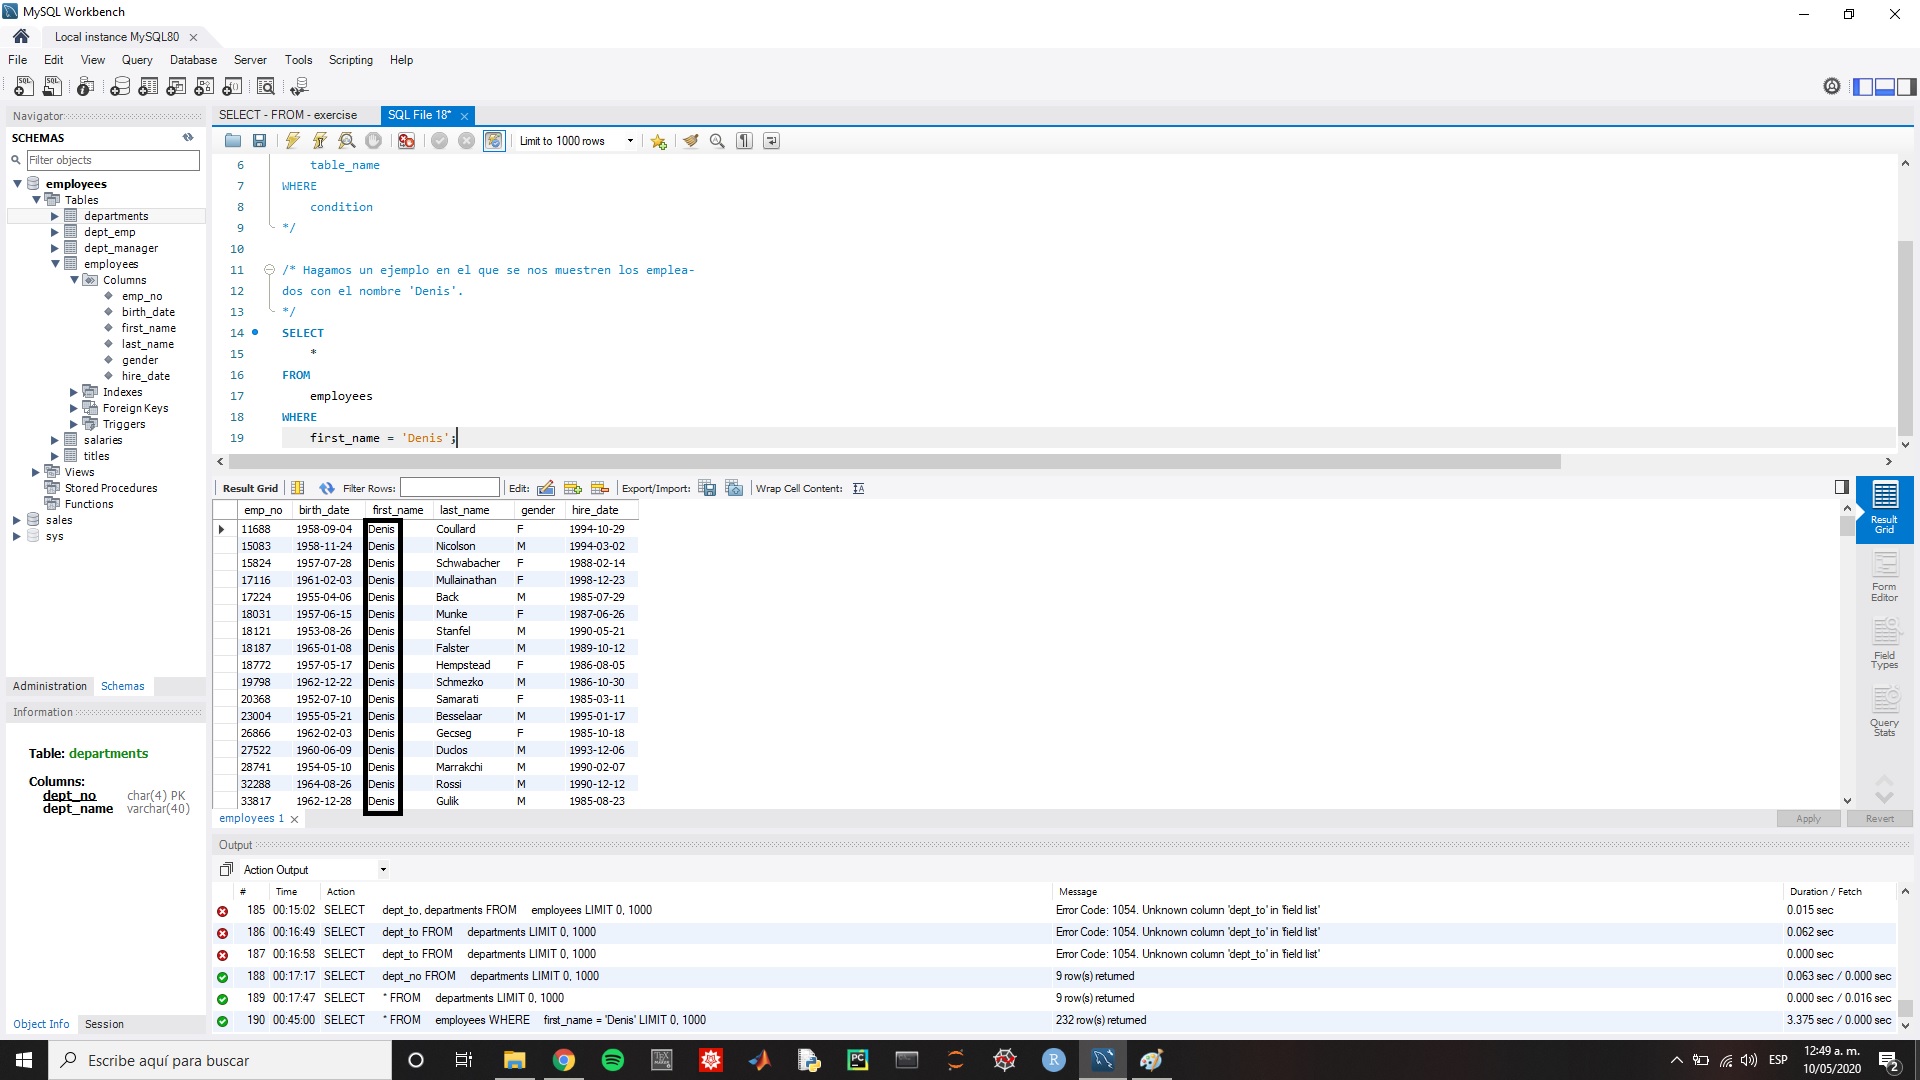 MySQL Workbench
Local instance MySQL80
File Edit View Query Database Server Tools Scripting Help
Navigator
SCHEMAS
Filter objects
employees
Tables
departments
dept_emp
dept_manager
employees
Columns
emp_no
birth_date
first_name
last_name
gender
hire_date
Indexes
Foreign Keys
Triggers
salaries
titles
Views
Stored Procedures
Functions
sales
sys
Administration Schemas
Information
Table: departments
Columns:
dept_no char(4) PK
dept_name varchar(40)
Object Info Session
SELECT - FROM - exercise SQL File 18*
Limit to 1000 rows
6 table_name
7 WHERE
8 condition
9 */
10
11 /* Hagamos un ejemplo en el que se nos muestren los emplea-
12 dos con el nombre 'Denis'.
13 */
14 SELECT
15 *
16 FROM
17 employees
18 WHERE
19 first_name = 'Denis';
Result Grid Filter Rows: Edit: Export/Import: Wrap Cell Content:
emp_no birth_date first_name last_name gender hire_date
11688 1958-09-04 Denis Coullard F 1994-10-29
15083 1958-11-24 Denis Nicolson M 1994-03-02
15824 1957-07-28 Denis Schwabacher F 1988-02-14
17116 1961-02-03 Denis Mullainathan F 1998-12-23
17224 1955-04-06 Denis Back M 1985-07-29
18031 1957-06-15 Denis Munke F 1987-06-26
18121 1953-08-26 Denis Stanfel M 1990-05-21
18187 1965-01-08 Denis Falster M 1989-10-12
18772 1957-05-17 Denis Hempstead F 1986-08-05
19798 1962-12-22 Denis Schmezko M 1986-10-30
20368 1952-07-10 Denis Samarati F 1985-03-11
23004 1955-05-21 Denis Besselaar M 1995-01-17
26866 1962-02-03 Denis Gecseg F 1985-10-18
27522 1960-06-09 Denis Duclos M 1993-12-06
28741 1954-05-10 Denis Marrakchi M 1990-02-07
32288 1964-08-26 Denis Rossi M 1990-12-12
33817 1962-12-28 Denis Gulik M 1985-08-23
Result
Grid
Form
Editor
Field
Types
Query
Stats
employees 1
Apply Revert
Output
Action Output
# Time Action Message Duration / Fetch
185 00:15:02 SELECT dept_to, departments FROM employees LIMIT 0, 1000 Error Code: 1054. Unknown column 'dept_to' in 'field list' 0.015 sec
186 00:16:49 SELECT dept_to FROM departments LIMIT 0, 1000 Error Code: 1054. Unknown column 'dept_to' in 'field list' 0.062 sec
187 00:16:58 SELECT dept_to FROM departments LIMIT 0, 1000 Error Code: 1054. Unknown column 'dept_to' in 'field list' 0.000 sec
188 00:17:17 SELECT dept_no FROM departments LIMIT 0, 1000 9 row(s) returned 0.063 sec / 0.000 sec
189 00:17:47 SELECT * FROM departments LIMIT 0, 1000 9 row(s) returned 0.000 sec / 0.016 sec
190 00:45:00 SELECT * FROM employees WHERE first_name = 'Denis' LIMIT 0, 1000 232 row(s) returned 3.375 sec / 0.000 sec
Escribe aquí para buscar
ESP
12:49 a. m.
10/05/2020
2